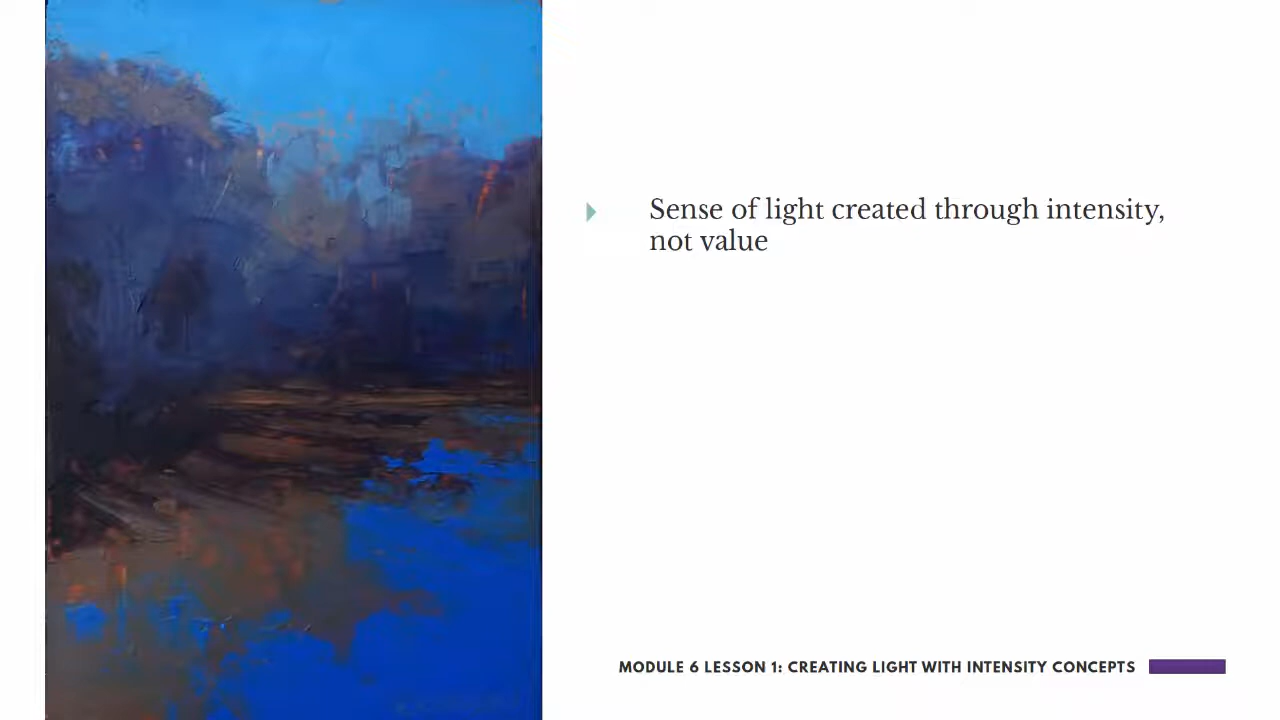 Sense of light created through intensity,
not value
MODULE 6 LESSON 1: CREATING LIGHT WITH INTENSITY CONCEPTS